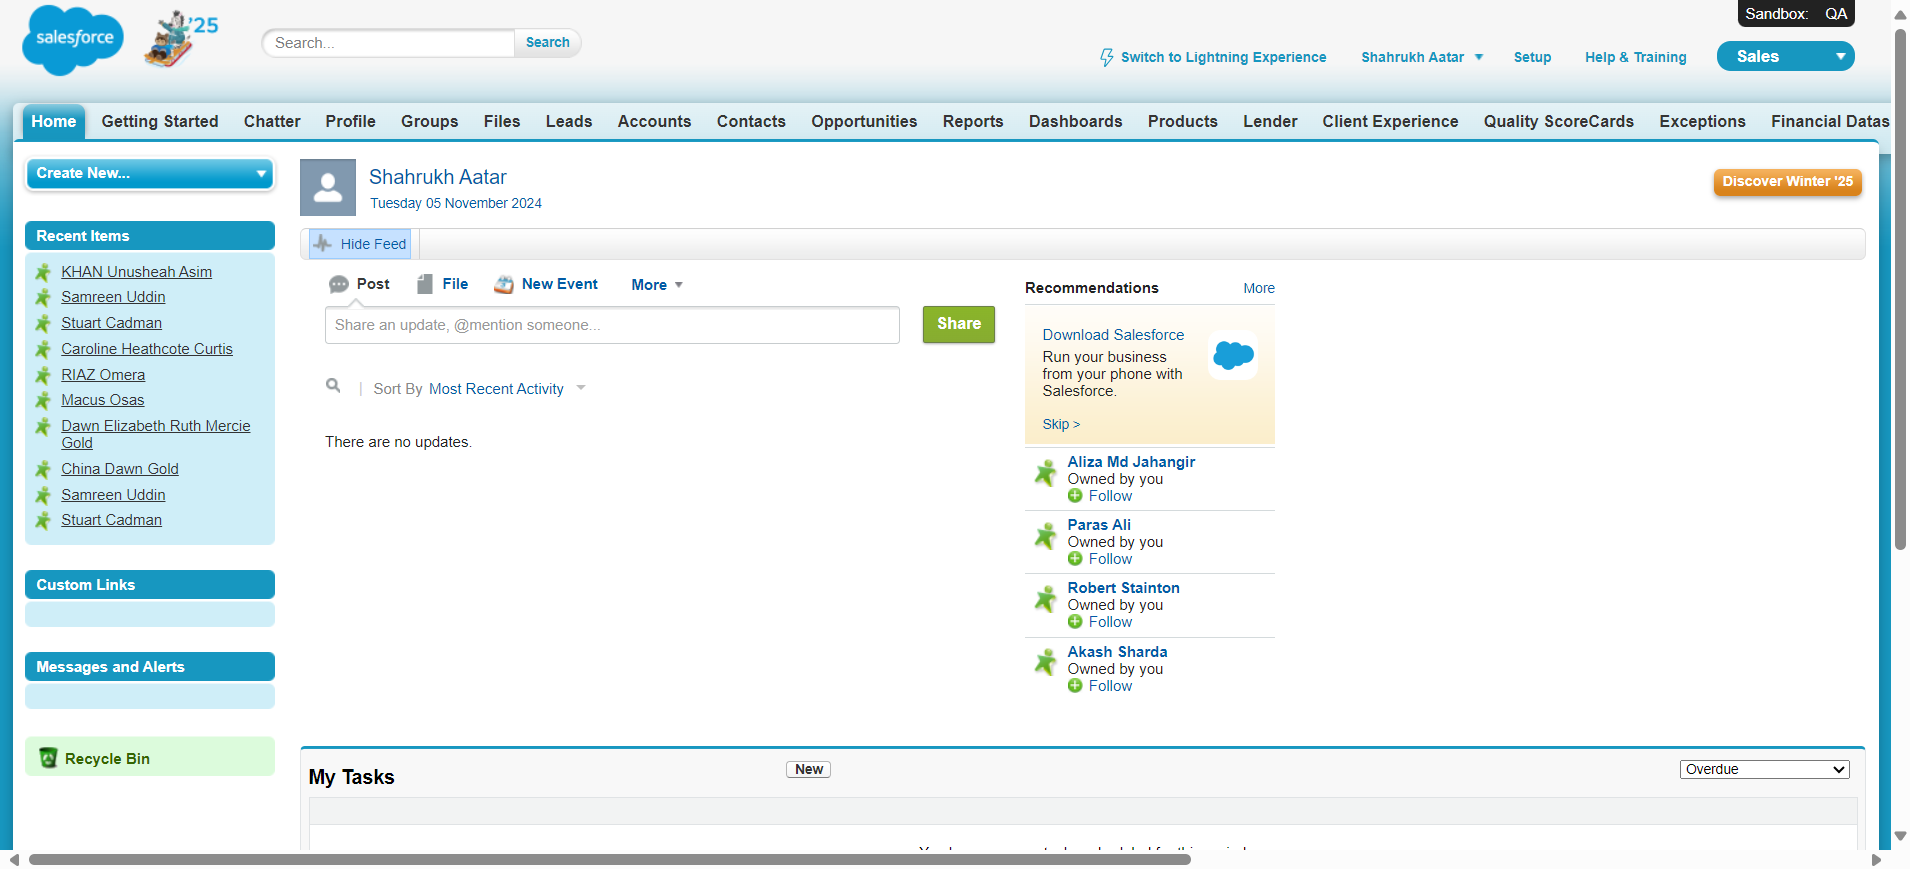 Sandbox: QA
salesforce
'25
Search...
Search
Switch to Lightning Experience
Shahrukh Aatar
Setup
Help & Training
Sales
Home
Getting Started
Chatter
Profile
Groups
Files
Leads
Accounts
Contacts
Opportunities
Reports
Dashboards
Products
Lender
Client Experience
Quality ScoreCards
Exceptions
Financial Datas
Create New...
Recent Items
KHAN Unusheah Asim
Samreen Uddin
Stuart Cadman
Caroline Heathcote Curtis
RIAZ Omera
Macus Osas
Dawn Elizabeth Ruth Mercie
Gold
China Dawn Gold
Samreen Uddin
Stuart Cadman
Custom Links
Messages and Alerts
Recycle Bin
Shahrukh Aatar
Tuesday 05 November 2024
Discover Winter '25
Hide Feed
Post
File
New Event
More
Share an update, @mention someone...
Share
| Sort By Most Recent Activity
There are no updates.
Recommendations
More
Download Salesforce
Run your business
from your phone with
Salesforce.
Skip >
Aliza Md Jahangir
Owned by you
Follow
Paras Ali
Owned by you
Follow
Robert Stainton
Owned by you
Follow
Akash Sharda
Owned by you
Follow
My Tasks
New
Overdue